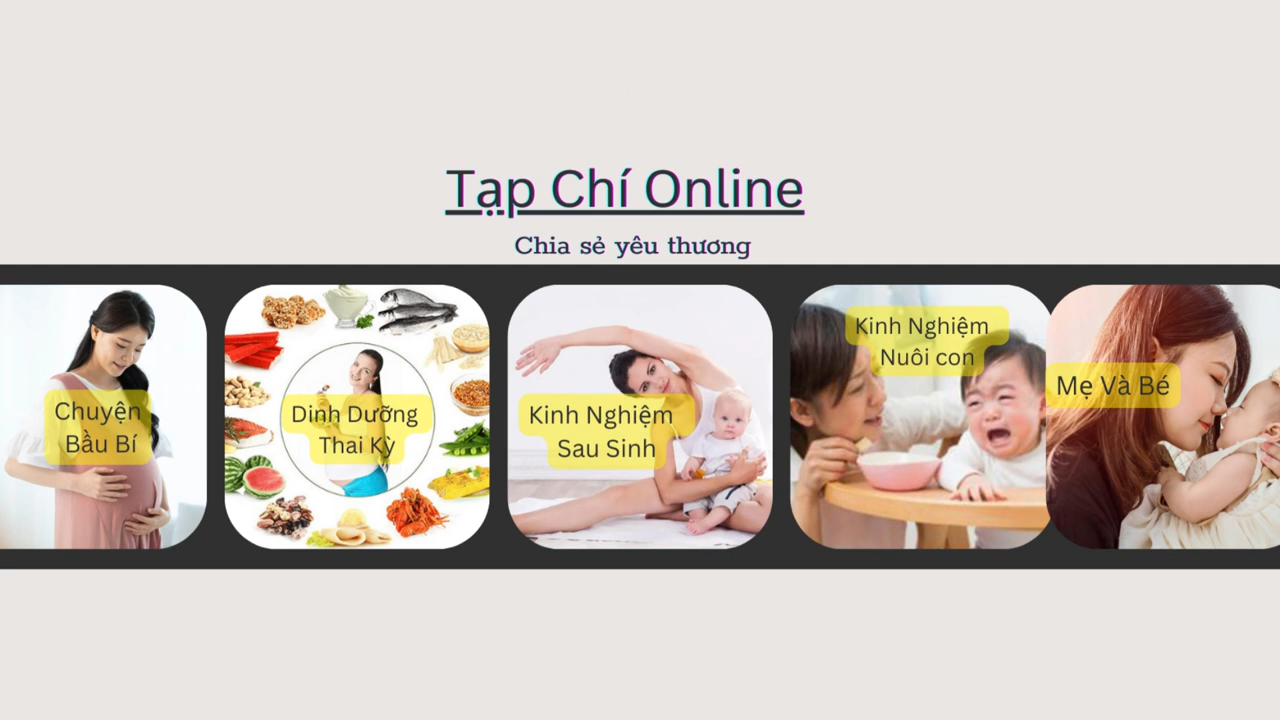 Tạp Chí Online
Chia sẻ yêu thương
Chuyện
Bầu Bí
Dinh Dưỡng
Thai Kỳ
Kinh Nghiệm
Sau Sinh
Kinh Nghiệm
Nuôi con
Mẹ Và Bé